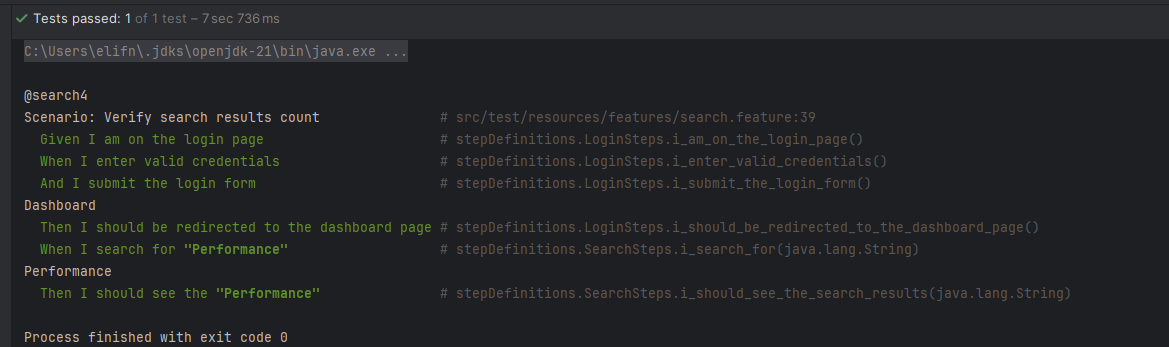 Tests passed: 1 of 1 test – 7 sec 736 ms
C:\Users\elifn\.jdks\openjdk-21\bin\java.exe ...
@search4
Scenario: Verify search results count # src/test/resources/features/search.feature:39
Given I am on the login page # stepDefinitions.LoginSteps.i_am_on_the_login_page()
When I enter valid credentials # stepDefinitions.LoginSteps.i_enter_valid_credentials()
And I submit the login form # stepDefinitions.LoginSteps.i_submit_the_login_form()
Dashboard
Then I should be redirected to the dashboard page # stepDefinitions.LoginSteps.i_should_be_redirected_to_the_dashboard_page()
When I search for "Performance" # stepDefinitions.SearchSteps.i_search_for(java.lang.String)
Performance
Then I should see the "Performance" # stepDefinitions.SearchSteps.i_should_see_the_search_results(java.lang.String)
Process finished with exit code 0